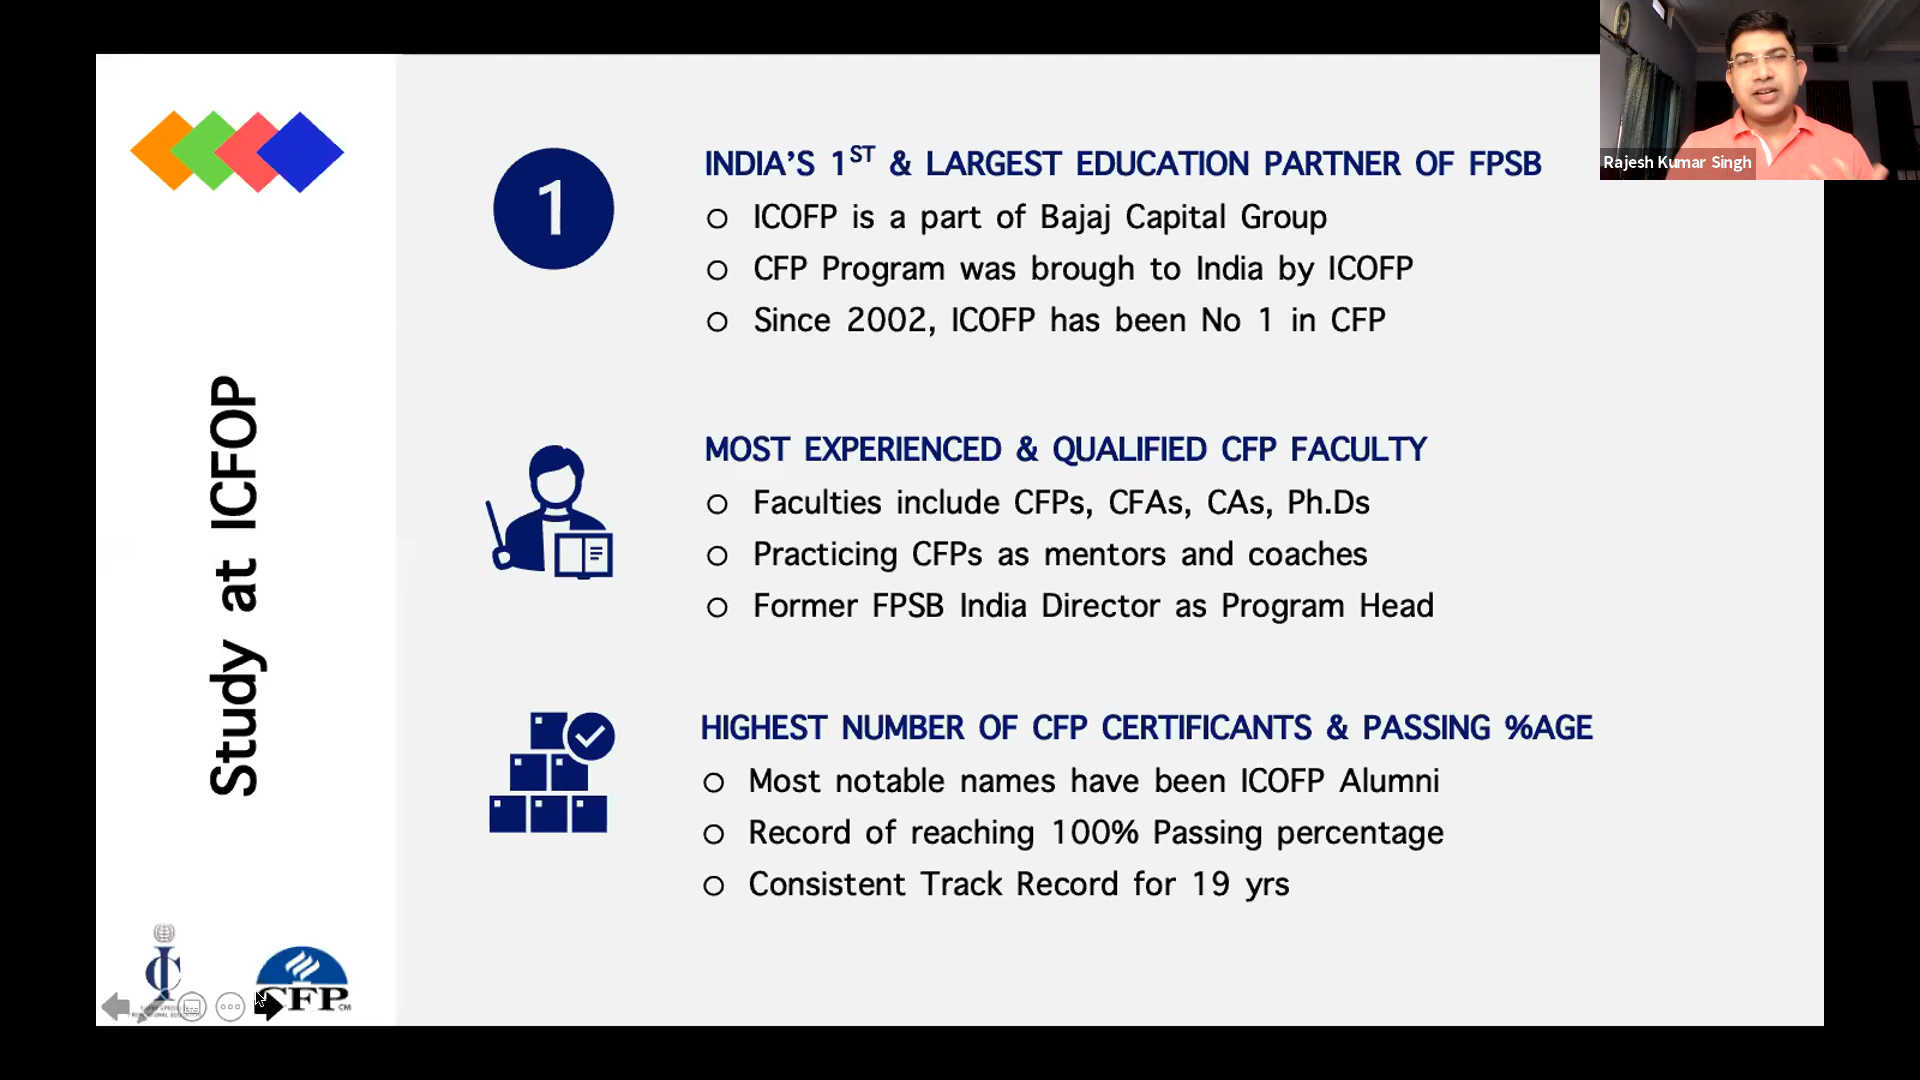 Study at ICFOP
1
INDIA’S 1ST & LARGEST EDUCATION PARTNER OF FPSB
ICOFP is a part of Bajaj Capital Group
CFP Program was brough to India by ICOFP
Since 2002, ICOFP has been No 1 in CFP
MOST EXPERIENCED & QUALIFIED CFP FACULTY
Faculties include CFPs, CFAs, CAs, Ph.Ds
Practicing CFPs as mentors and coaches
Former FPSB India Director as Program Head
HIGHEST NUMBER OF CFP CERTIFICANTS & PASSING %AGE
Most notable names have been ICOFP Alumni
Record of reaching 100% Passing percentage
Consistent Track Record for 19 yrs
Rajesh Kumar Singh
CFP